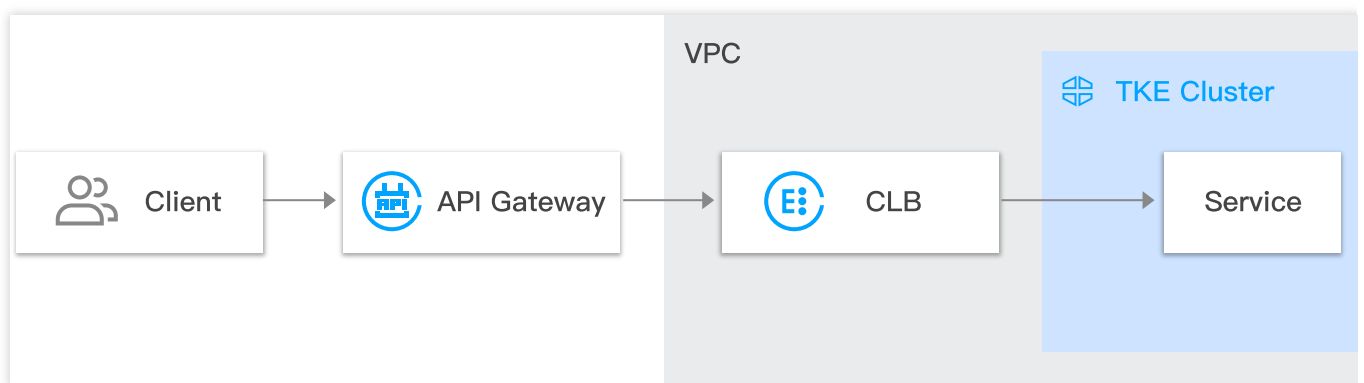 VPC
TKE Cluster
Client
API
API Gateway
E
CLB
Service